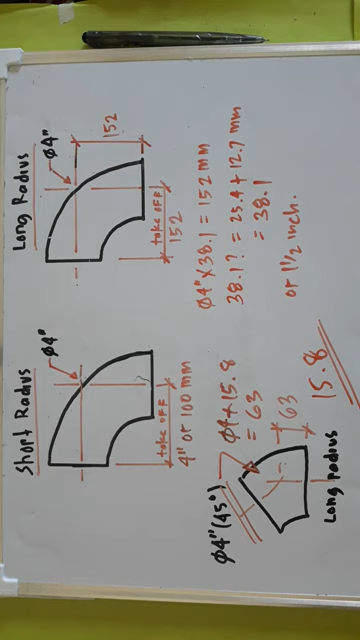 Short Radius
ø4"
take off
4" or 100 mm
Long Radius
ø4"
152
take off
152
ø4" x 38.1 = 152 mm
38.1? = 25.4 + 12.7 mm
= 38.1
or 1 1/2 inch.
ø4" (45°)
ø4 + 15.8
= 63
63
Long radius
15.8